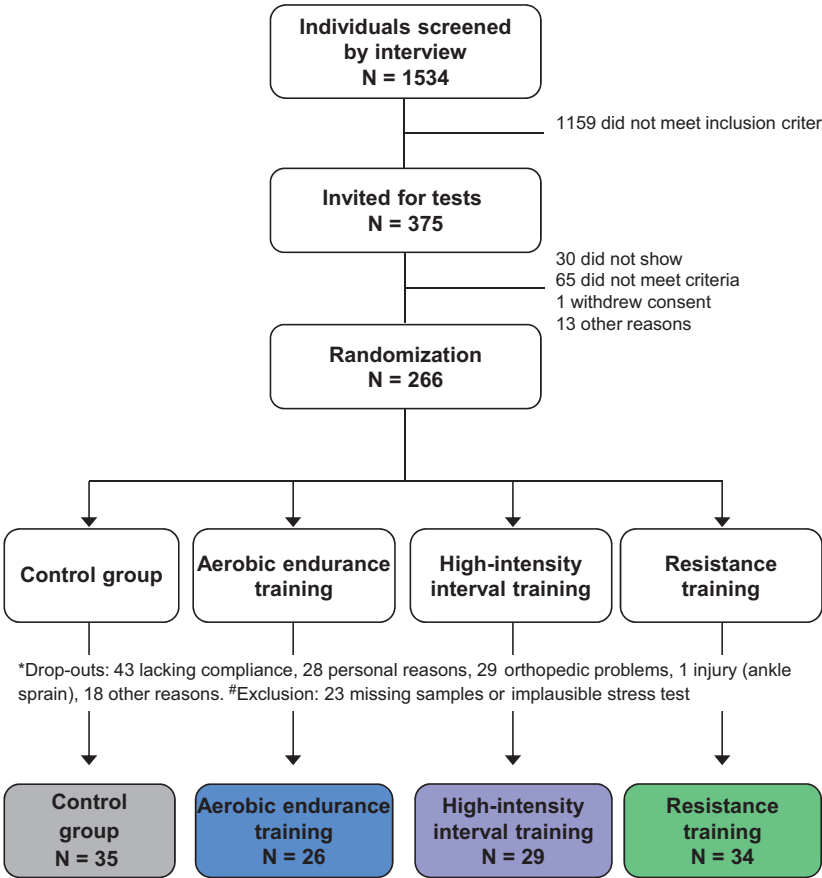 Individuals screened
by interview
N = 1534
1159 did not meet inclusion criter
Invited for tests
N = 375
30 did not show
65 did not meet criteria
1 withdrew consent
13 other reasons
Randomization
N = 266
Control group
Aerobic endurance
training
High-intensity
interval training
Resistance
training
*Drop-outs: 43 lacking compliance, 28 personal reasons, 29 orthopedic problems, 1 injury (ankle
sprain), 18 other reasons. #Exclusion: 23 missing samples or implausible stress test
Control
group
N = 35
Aerobic endurance
training
N = 26
High-intensity
interval training
N = 29
Resistance
training
N = 34